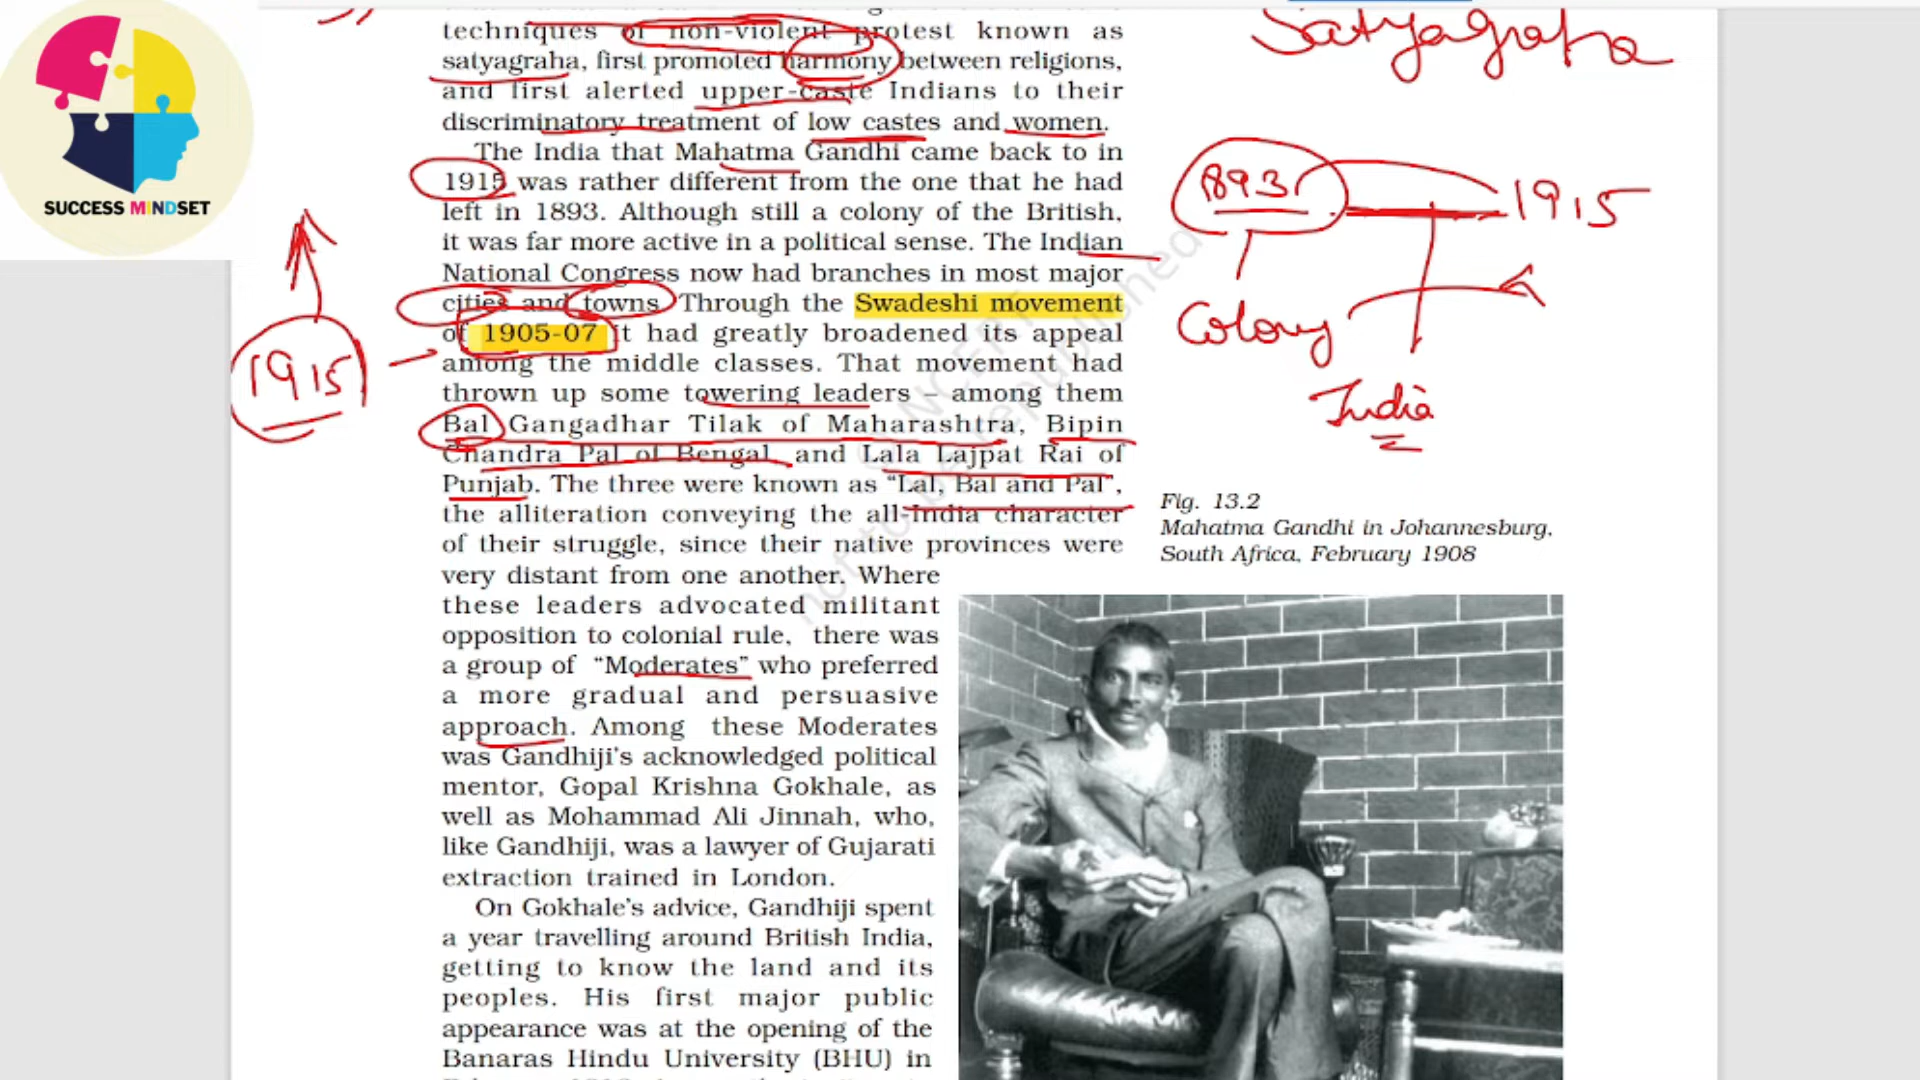 SUCCESS MINDSET
techniques of non-violent protest known as
satyagraha, first promoted harmony between religions,
and first alerted upper-caste Indians to their
discriminatory treatment of low castes and women.
The India that Mahatma Gandhi came back to in
1915 was rather different from the one that he had
left in 1893. Although still a colony of the British,
it was far more active in a political sense. The Indian
National Congress now had branches in most major
cities and towns. Through the Swadeshi movement
of 1905-07 it had greatly broadened its appeal
among the middle classes. That movement had
thrown up some towering leaders – among them
Bal Gangadhar Tilak of Maharashtra, Bipin
Chandra Pal of Bengal, and Lala Lajpat Rai of
Punjab. The three were known as “Lal, Bal and Pal”,
the alliteration conveying the all-India character
of their struggle, since their native provinces were
very distant from one another. Where
these leaders advocated militant
opposition to colonial rule, there was
a group of “Moderates” who preferred
a more gradual and persuasive
approach. Among these Moderates
was Gandhiji’s acknowledged political
mentor, Gopal Krishna Gokhale, as
well as Mohammad Ali Jinnah, who,
like Gandhiji, was a lawyer of Gujarati
extraction trained in London.
On Gokhale’s advice, Gandhiji spent
a year travelling around British India,
getting to know the land and its
peoples. His first major public
appearance was at the opening of the
Banaras Hindu University (BHU) in
1915
Satyagraha
1893
1915
Colony
India
Fig. 13.2
Mahatma Gandhi in Johannesburg,
South Africa, February 1908
not to be republished